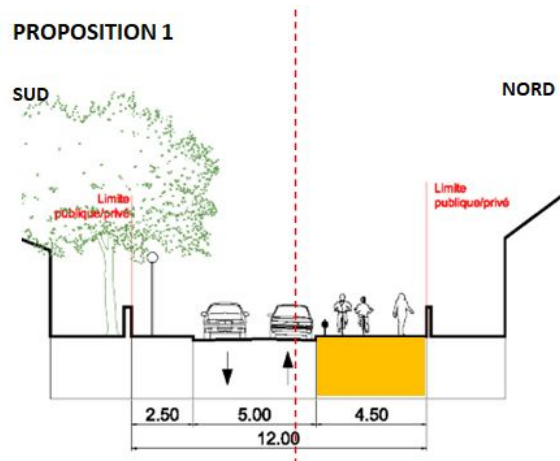 PROPOSITION 1
SUD
NORD
Limite
publique/privé
Limite
publique/privé
2.50
5.00
4.50
12.00